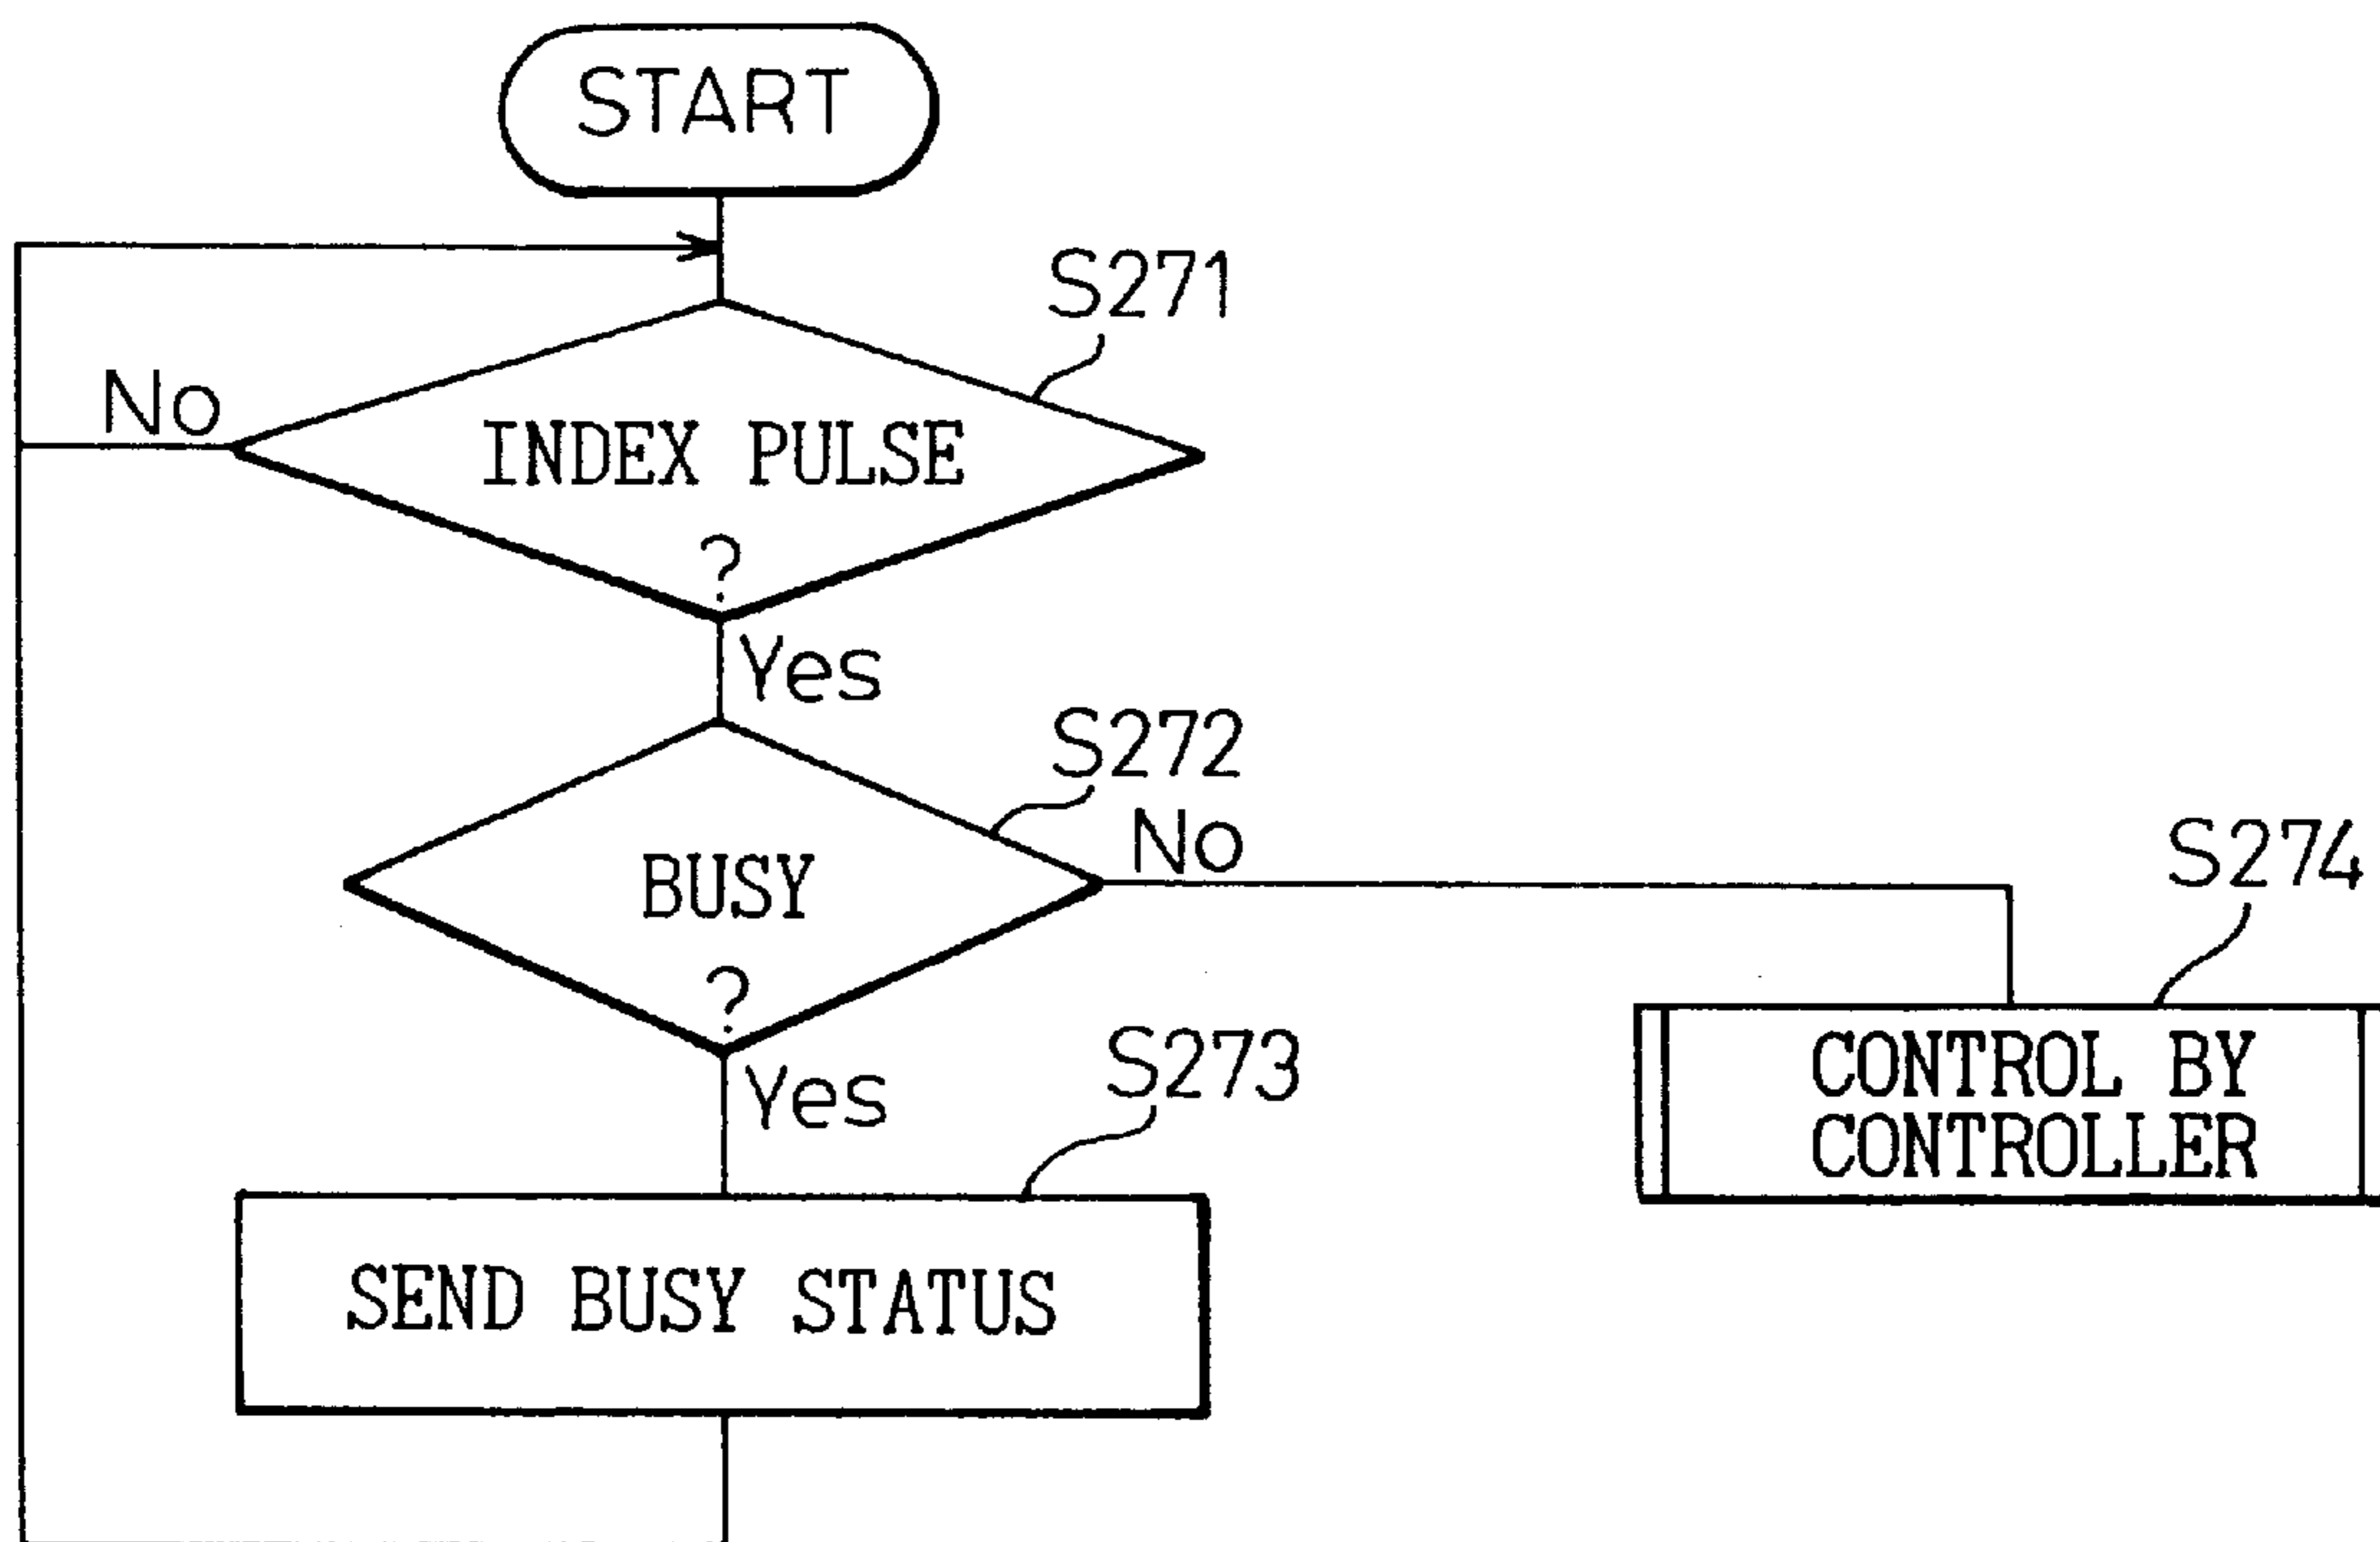 START
S271
No
INDEX PULSE
?
Yes
S272
No
BUSY
?
Yes
S274
CONTROL BY
CONTROLLER
S273
SEND BUSY STATUS